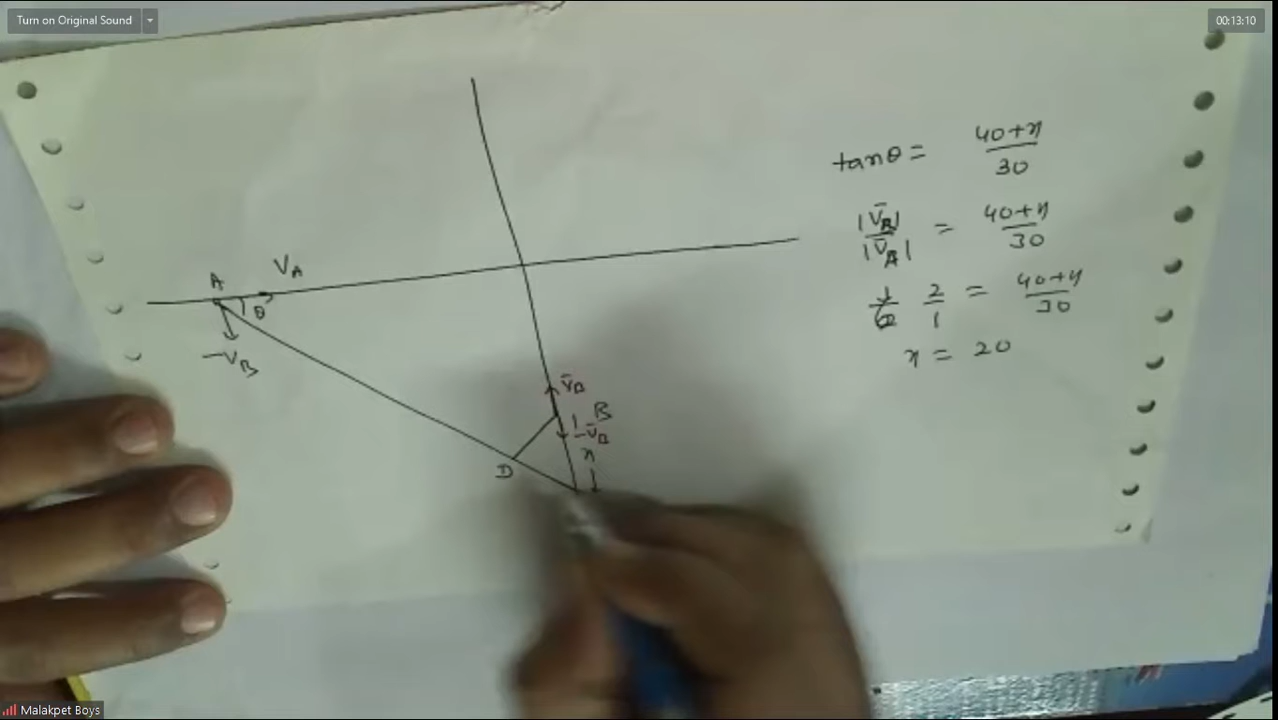 Turn on Original Sound
00:13:10
tanθ = 40+x/30
|V̄B|/|V̄A| = 40+x/30
2/1 = 40+x/30
x = 20
A
VA
θ
-VB
V̄B
B
-V̄B
x
D
Malakpet Boys